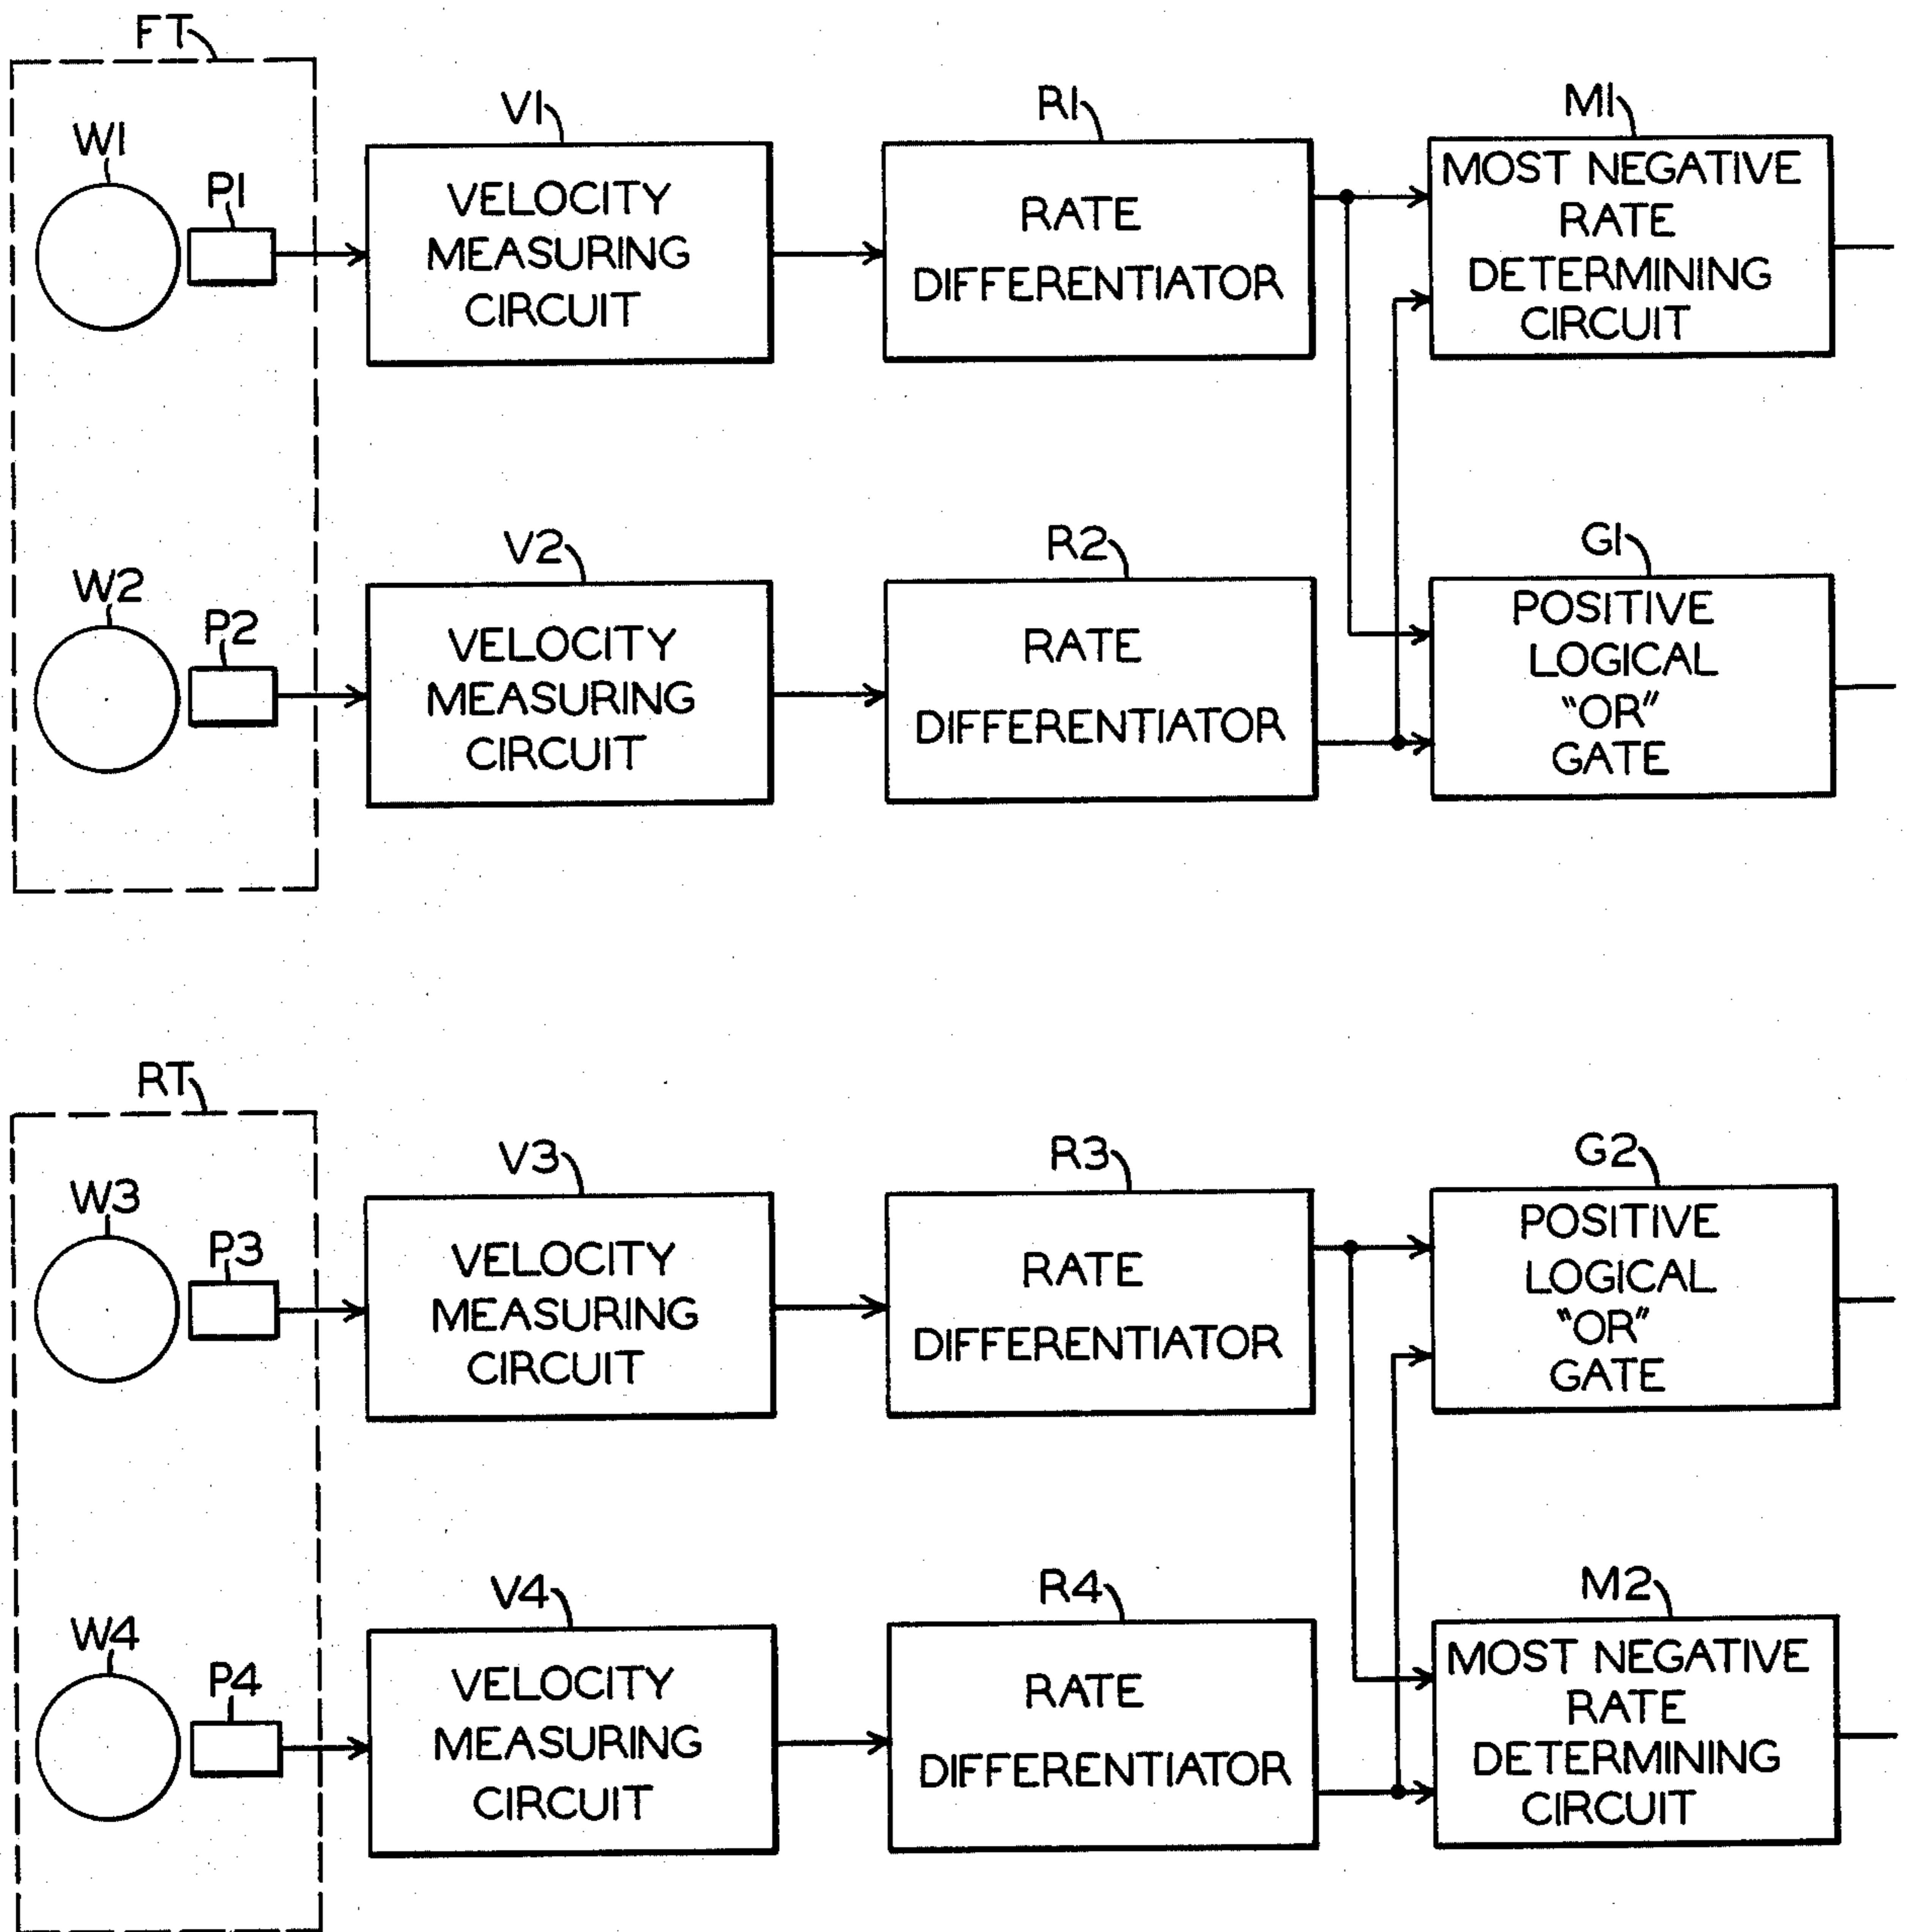 FT
W1
P1
V1
VELOCITY
MEASURING
CIRCUIT
R1
RATE
DIFFERENTIATOR
M1
MOST NEGATIVE
RATE
DETERMINING
CIRCUIT
W2
P2
V2
VELOCITY
MEASURING
CIRCUIT
R2
RATE
DIFFERENTIATOR
G1
POSITIVE
LOGICAL
"OR"
GATE
RT
W3
P3
V3
VELOCITY
MEASURING
CIRCUIT
R3
RATE
DIFFERENTIATOR
G2
POSITIVE
LOGICAL
"OR"
GATE
W4
P4
V4
VELOCITY
MEASURING
CIRCUIT
R4
RATE
DIFFERENTIATOR
M2
MOST NEGATIVE
RATE
DETERMINING
CIRCUIT